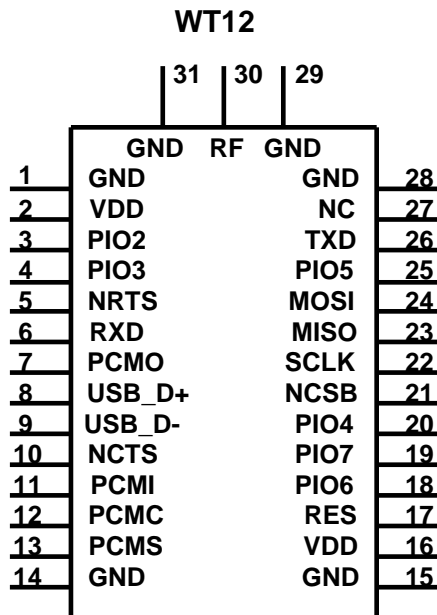 WT12
31 30 29
GND RF GND
1 GND GND 28
2 VDD NC 27
3 PIO2 TXD 26
4 PIO3 PIO5 25
5 NRTS MOSI 24
6 RXD MISO 23
7 PCMO SCLK 22
8 USB_D+ NCSB 21
9 USB_D- PIO4 20
10 NCTS PIO7 19
11 PCMI PIO6 18
12 PCMC RES 17
13 PCMS VDD 16
14 GND GND 15